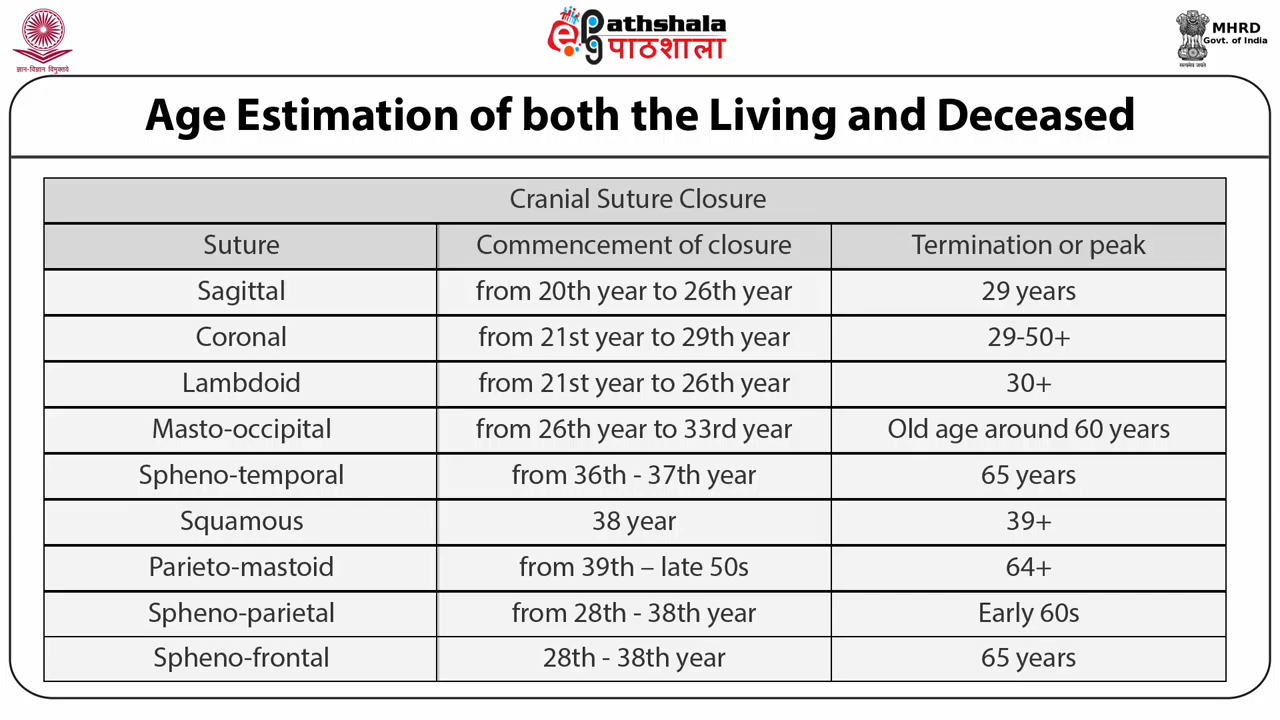 ज्ञान-विज्ञान विमुक्तये
ePG Pathshala
पाठशाला
MHRD
Govt. of India
सत्यमेव जयते
Age Estimation of both the Living and Deceased
Cranial Suture Closure
Suture Commencement of closure Termination or peak
Sagittal from 20th year to 26th year 29 years
Coronal from 21st year to 29th year 29-50+
Lambdoid from 21st year to 26th year 30+
Masto-occipital from 26th year to 33rd year Old age around 60 years
Spheno-temporal from 36th - 37th year 65 years
Squamous 38 year 39+
Parieto-mastoid from 39th – late 50s 64+
Spheno-parietal from 28th - 38th year Early 60s
Spheno-frontal 28th - 38th year 65 years